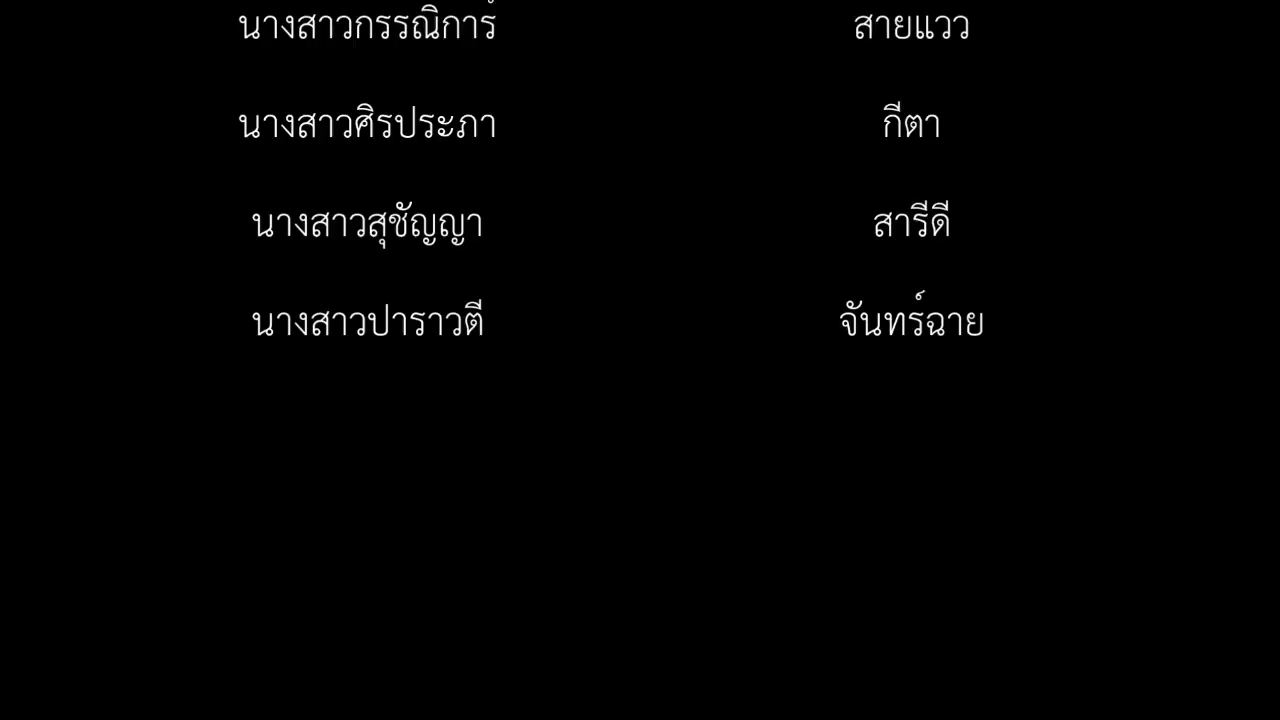 นางสาวกรรณิการ์ สายแวว
นางสาวศิรประภา กีตา
นางสาวสุชัญญา สารีดี
นางสาวปาราวตี จันทร์ฉาย